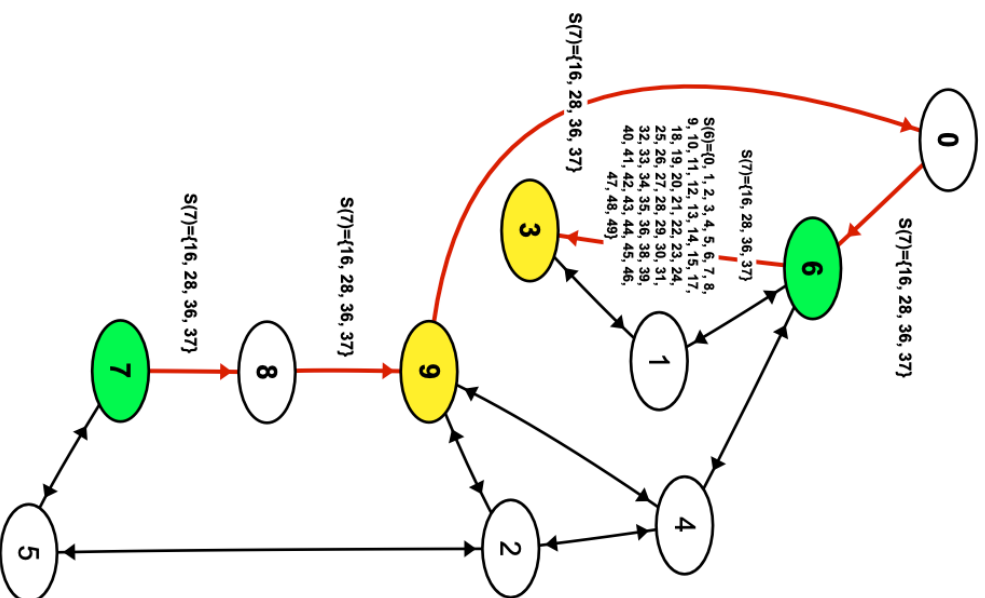 0
S(7)={16, 28, 36, 37}
6
S(7)={16, 28, 36, 37}
S(6)={0, 1, 2, 3, 4, 5, 6, 7, 8,
9, 10, 11, 12, 13, 14, 15, 17,
18, 19, 20, 21, 22, 23, 24,
25, 26, 27, 28, 29, 30, 31,
32, 33, 34, 35, 36, 38, 39,
40, 41, 42, 43, 44, 45, 46,
47, 48, 49}
4
1
S(7)={16, 28, 36, 37}
3
2
9
S(7)={16, 28, 36, 37}
8
S(7)={16, 28, 36, 37}
7
5